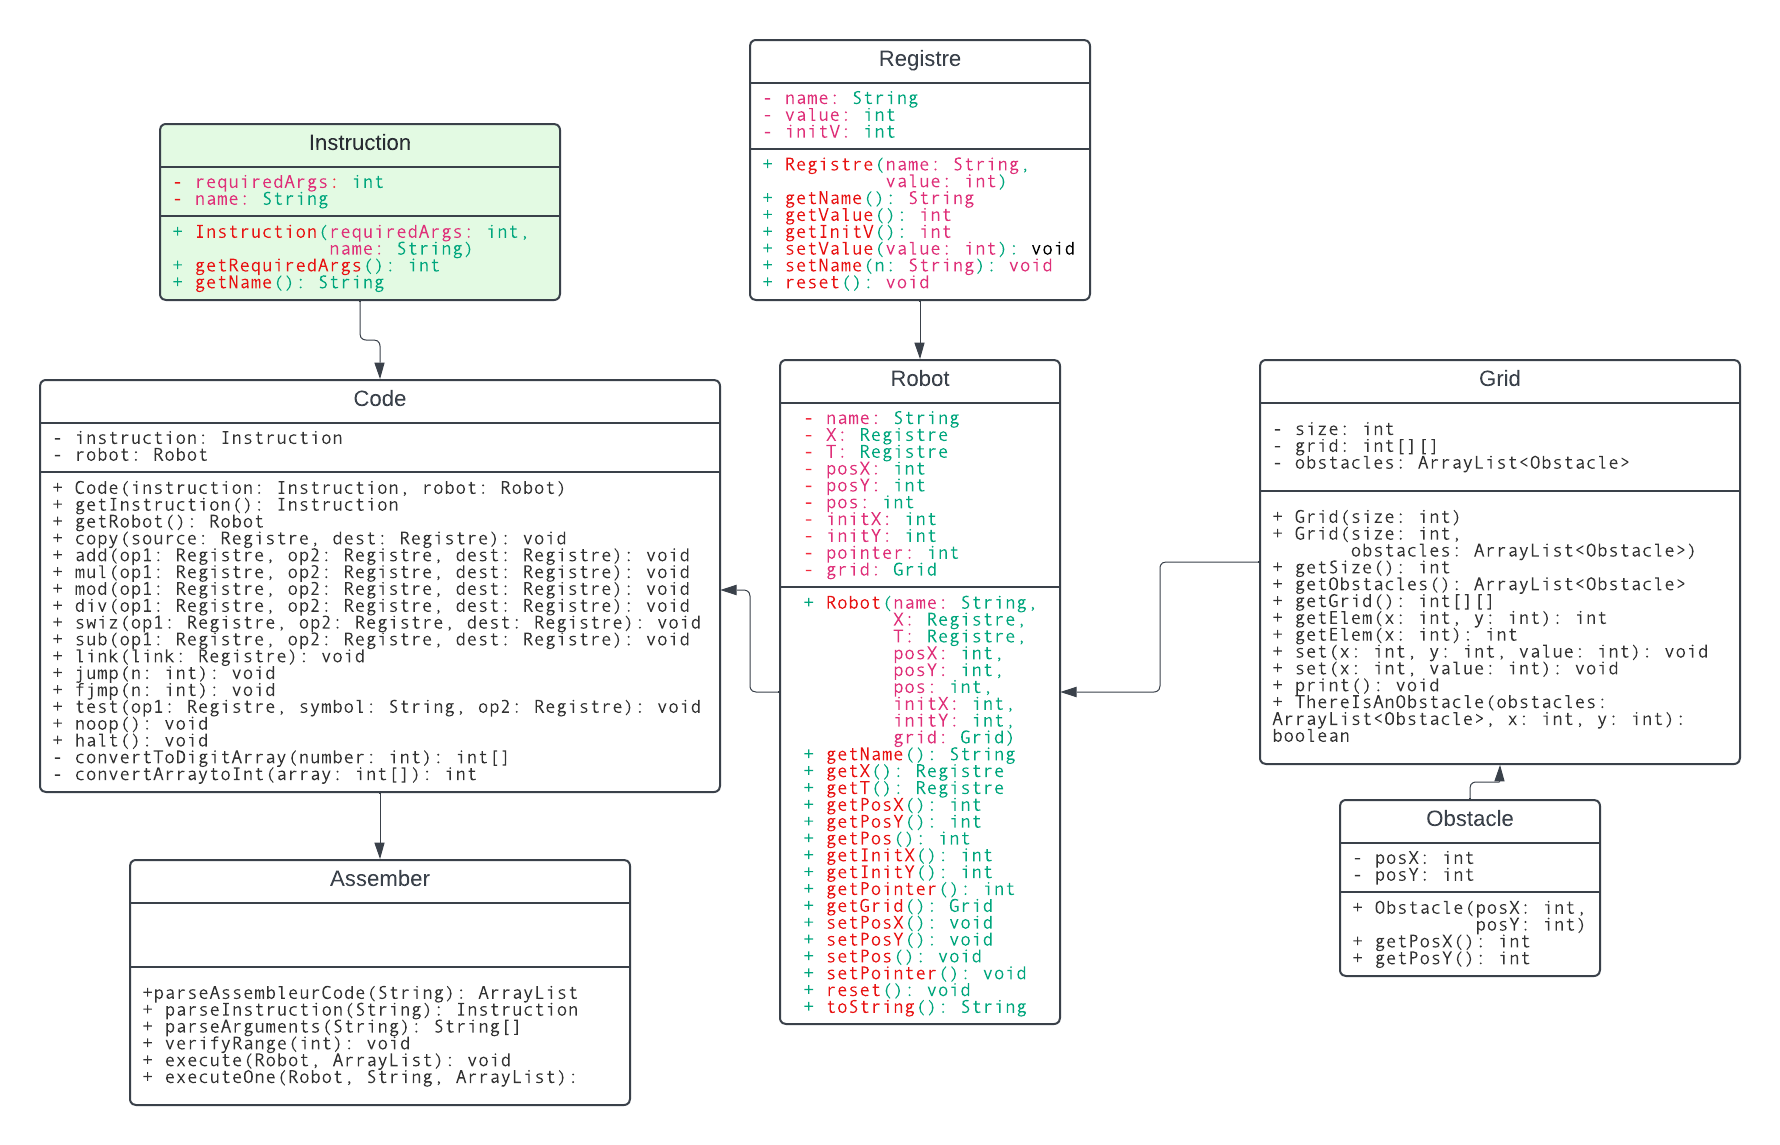 Registre
- name: String
- value: int
- initV: int
+ Registre(name: String,
value: int)
+ getName(): String
+ getValue(): int
+ getInitV(): int
+ setValue(value: int): void
+ setName(n: String): void
+ reset(): void
Instruction
- requiredArgs: int
- name: String
+ Instruction(requiredArgs: int,
name: String)
+ getRequiredArgs(): int
+ getName(): String
Code
- instruction: Instruction
- robot: Robot
+ Code(instruction: Instruction, robot: Robot)
+ getInstruction(): Instruction
+ getRobot(): Robot
+ copy(source: Registre, dest: Registre): void
+ add(op1: Registre, op2: Registre, dest: Registre): void
+ mul(op1: Registre, op2: Registre, dest: Registre): void
+ mod(op1: Registre, op2: Registre, dest: Registre): void
+ div(op1: Registre, op2: Registre, dest: Registre): void
+ swiz(op1: Registre, op2: Registre, dest: Registre): void
+ sub(op1: Registre, op2: Registre, dest: Registre): void
+ link(link: Registre): void
+ jump(n: int): void
+ fjmp(n: int): void
+ test(op1: Registre, symbol: String, op2: Registre): void
+ noop(): void
+ halt(): void
- convertToDigitArray(number: int): int[]
- convertArraytoInt(array: int[]): int
Robot
- name: String
- X: Registre
- T: Registre
- posX: int
- posY: int
- pos: int
- initX: int
- initY: int
- pointer: int
- grid: Grid
+ Robot(name: String,
X: Registre,
T: Registre,
posX: int,
posY: int,
pos: int,
initX: int,
initY: int,
grid: Grid)
+ getName(): String
+ getX(): Registre
+ getT(): Registre
+ getPosX(): int
+ getPosY(): int
+ getPos(): int
+ getInitX(): int
+ getInitY(): int
+ getPointer(): int
+ getGrid(): Grid
+ setPosX(): void
+ setPosY(): void
+ setPos(): void
+ setPointer(): void
+ reset(): void
+ toString(): String
Grid
- size: int
- grid: int[][]
- obstacles: ArrayList<Obstacle>
+ Grid(size: int)
+ Grid(size: int,
obstacles: ArrayList<Obstacle>)
+ getSize(): int
+ getObstacles(): ArrayList<Obstacle>
+ getGrid(): int[][]
+ getElem(x: int, y: int): int
+ getElem(x: int): int
+ set(x: int, y: int, value: int): void
+ set(x: int, value: int): void
+ print(): void
+ ThereIsAnObstacle(obstacles:
ArrayList<Obstacle>, x: int, y: int):
boolean
Assember
+parseAssembleurCode(String): ArrayList
+ parseInstruction(String): Instruction
+ parseArguments(String): String[]
+ verifyRange(int): void
+ execute(Robot, ArrayList): void
+ executeOne(Robot, String, ArrayList):
Obstacle
- posX: int
- posY: int
+ Obstacle(posX: int,
posY: int)
+ getPosX(): int
+ getPosY(): int